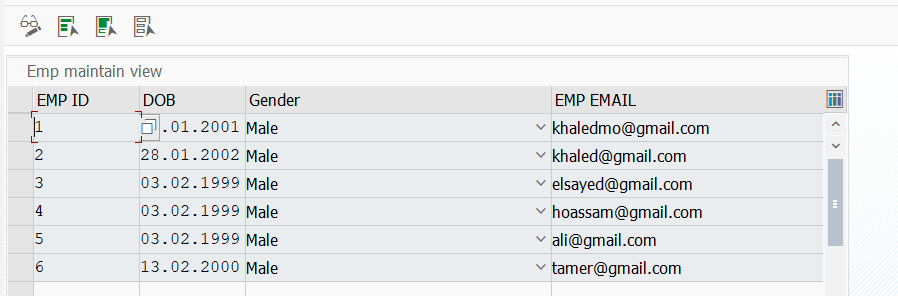 Emp maintain view
EMP ID DOB Gender EMP EMAIL
1 .01.2001 Male khaledmo@gmail.com
2 28.01.2002 Male khaled@gmail.com
3 03.02.1999 Male elsayed@gmail.com
4 03.02.1999 Male hoassam@gmail.com
5 03.02.1999 Male ali@gmail.com
6 13.02.2000 Male tamer@gmail.com